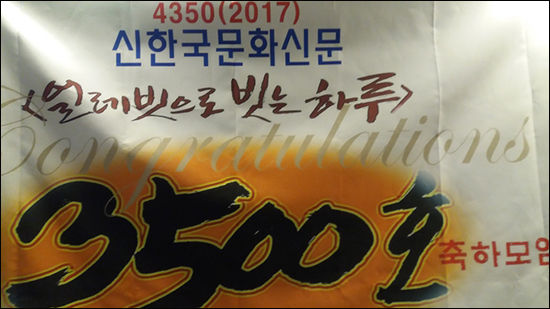 4350(2017)
신한국문화신문
<얼레빗으로 빗는 하루>
Congratulations
3500호 축하모임